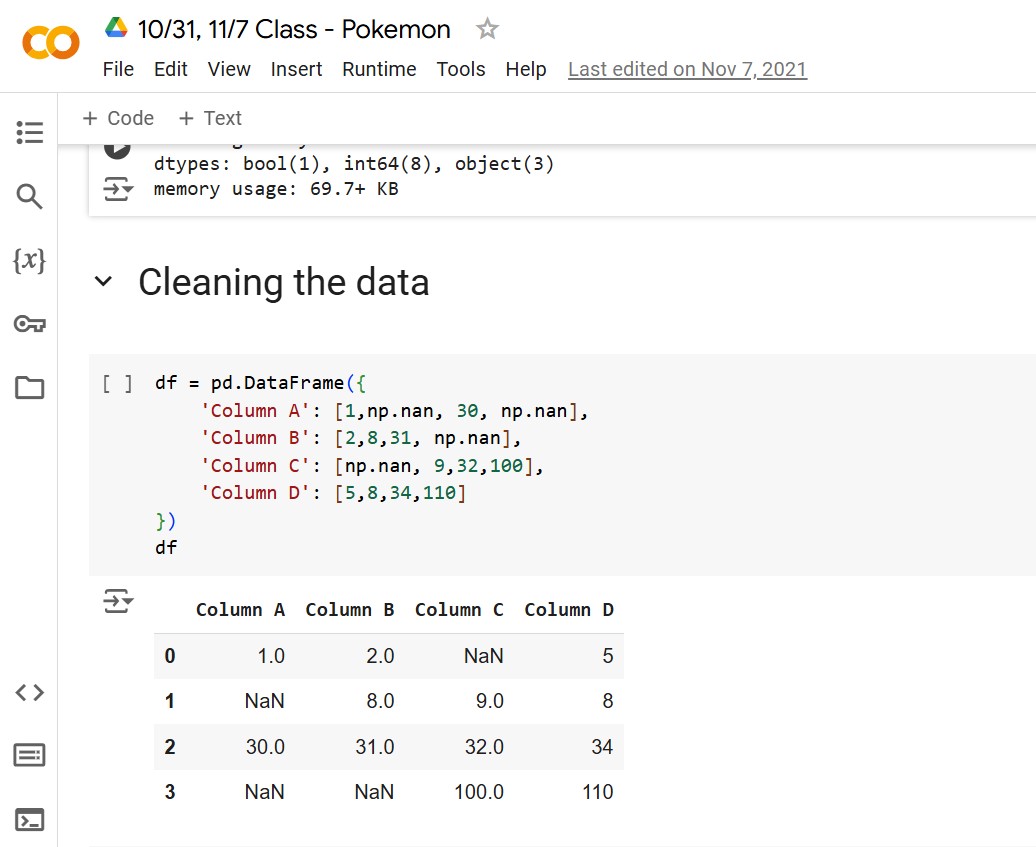 10/31, 11/7 Class - Pokemon
File Edit View Insert Runtime Tools Help Last edited on Nov 7, 2021
+ Code + Text
dtypes: bool(1), int64(8), object(3)
memory usage: 69.7+ KB
Cleaning the data
[ ] df = pd.DataFrame({
'Column A': [1,np.nan, 30, np.nan],
'Column B': [2,8,31, np.nan],
'Column C': [np.nan, 9,32,100],
'Column D': [5,8,34,110]
})
df
Column A Column B Column C Column D
0 1.0 2.0 NaN 5
1 NaN 8.0 9.0 8
2 30.0 31.0 32.0 34
3 NaN NaN 100.0 110